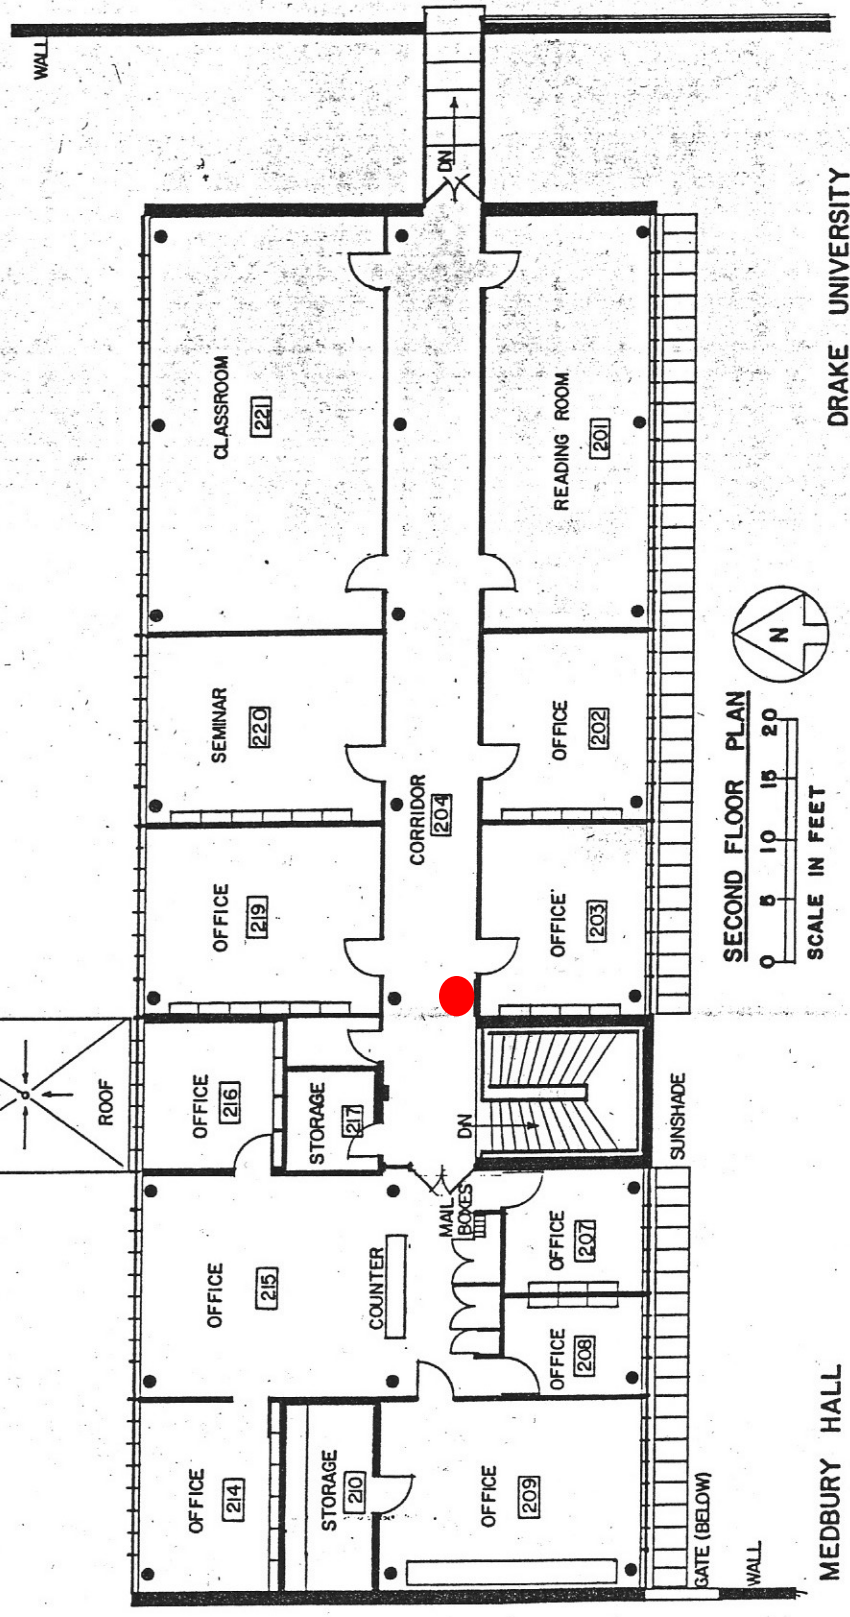 WALL
DN
CLASSROOM
221
READING ROOM
201
SEMINAR
220
OFFICE
202
CORRIDOR
204
OFFICE
219
OFFICE
203
ROOF
OFFICE
216
STORAGE
217
DN
SUNSHADE
MAIL
BOXES
OFFICE
215
COUNTER
OFFICE
207
OFFICE
208
OFFICE
214
STORAGE
210
OFFICE
209
GATE (BELOW)
WALL
N
SECOND FLOOR PLAN
0 5 10 15 20
SCALE IN FEET
MEDBURY HALL
DRAKE UNIVERSITY